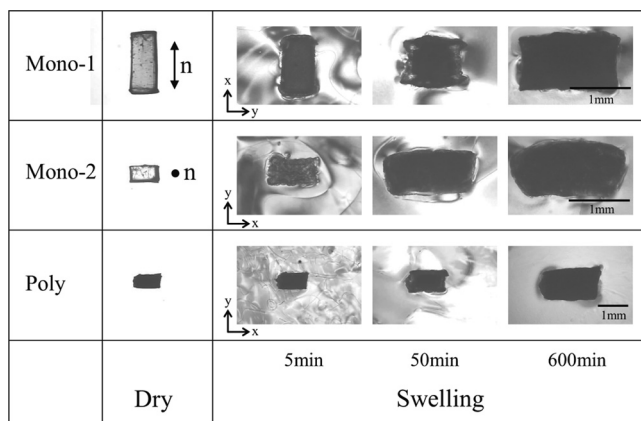 Mono-1
n
x
y
1mm
Mono-2
n
y
x
1mm
Poly
y
x
1mm
5min 50min 600min
Dry Swelling